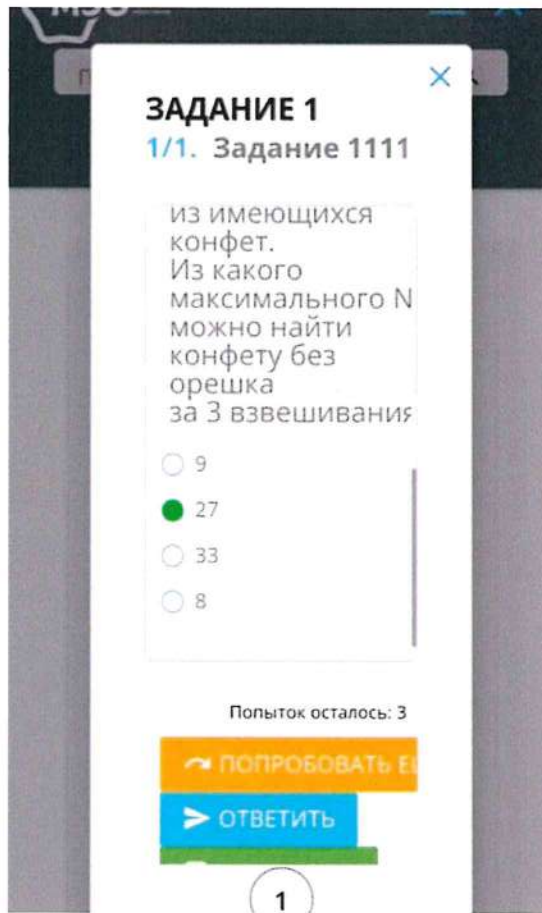 ЗАДАНИЕ 1
1/1. Задание 1111
из имеющихся
конфет.
Из какого
максимального N
можно найти
конфету без
орешка
за 3 взвешивания
9
27
33
8
Попыток осталось: 3
ПОПРОБОВАТЬ
ОТВЕТИТЬ
1